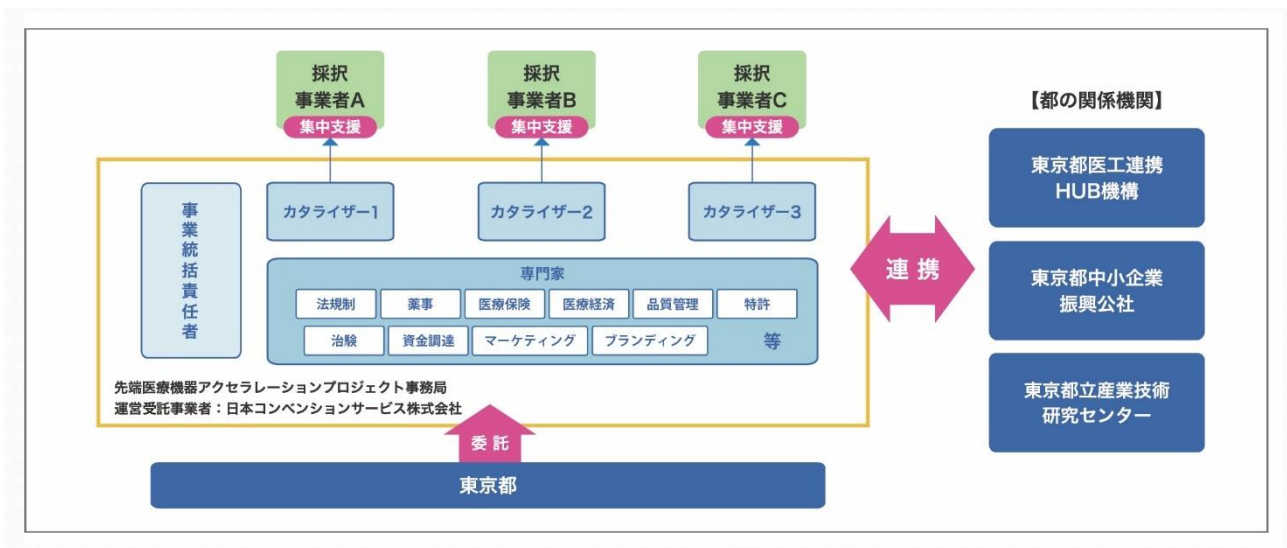 採択
事業者A
集中支援
採択
事業者B
集中支援
採択
事業者C
集中支援
事業統括責任者
カタライザー1
カタライザー2
カタライザー3
専門家
法規制
薬事
医療保険
医療経済
品質管理
特許
治験
資金調達
マーケティング
ブランディング
等
先端医療機器アクセラレーションプロジェクト事務局
運営受託事業者：日本コンベンションサービス株式会社
委託
東京都
連携
【都の関係機関】
東京都医工連携
HUB機構
東京都中小企業
振興公社
東京都立産業技術
研究センター